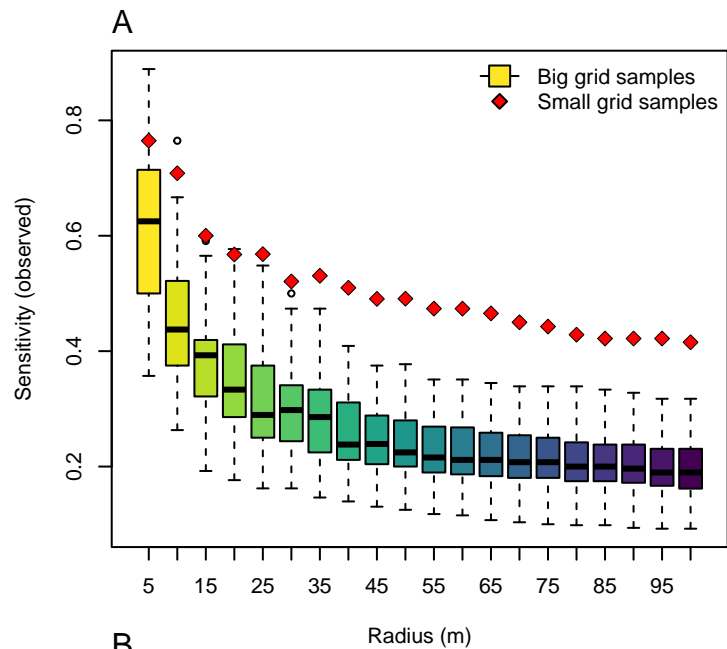 A
Big grid samples
Small grid samples
Sensitivity (observed)
0.8
0.6
0.4
0.2
5 15 25 35 45 55 65 75 85 95
Radius (m)
B